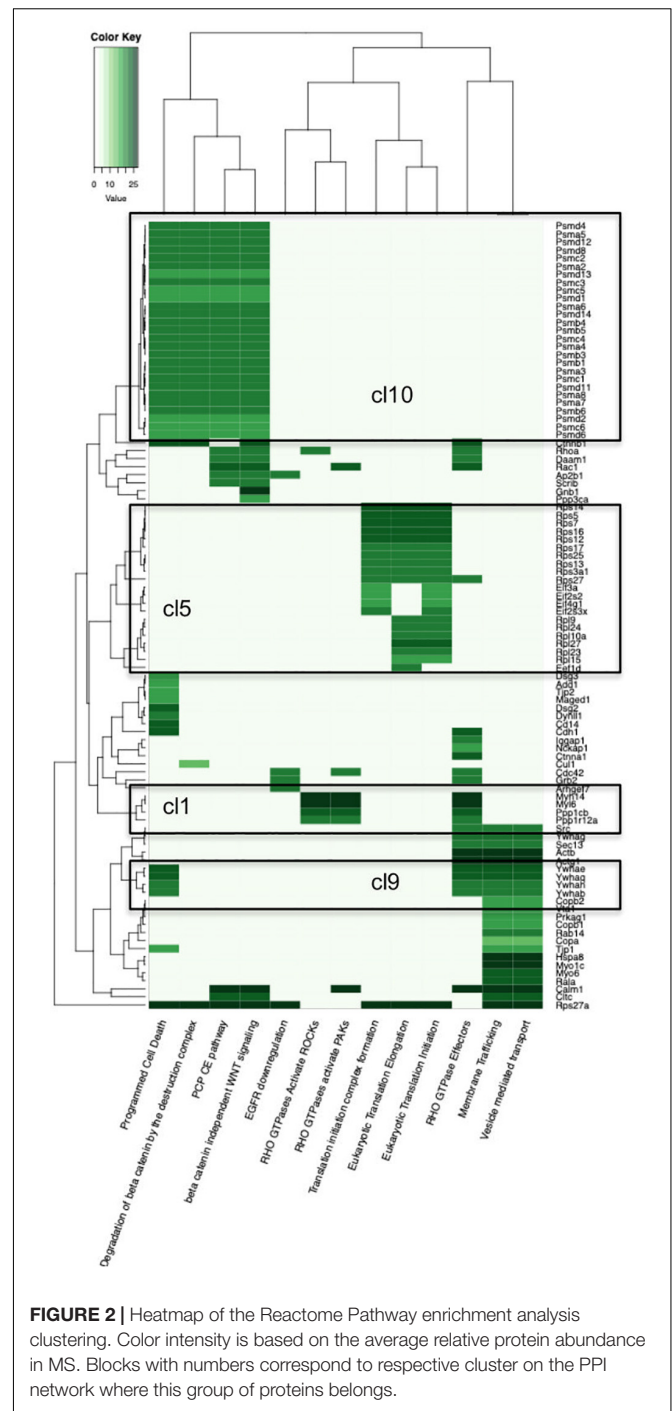 Color Key
0 10 25
Value
Psmd4
Psma5
Psmd12
Psmd8
Psmc2
Psma2
Psmd13
Psmc3
Psmc5
Psmd1
Psma6
Psmd14
Psmb4
Psmb5
Psmc4
Psma4
Psmb3
Psmb1
Psma3
Psmc1
Psmd11
Psma8
Psma7
Psmb6
Psmd2
Psmc6
Psmd6
cl10
Ctnnb1
Rhoa
Daam1
Rac1
Ap2b1
Scrib
Gnb1
Ppp3ca
Rps14
Rps5
Rps7
Rps16
Rps12
Rps17
Rps25
Rps13
Rps3a1
Rps27
Eif3a
Eif2s2
Eif4g1
Eif2s3x
Rpl9
Rpl24
Rpl10a
Rpl27
Rpl23
Rpl15
Eef1d
cl5
Dsg3
Add1
Tjp2
Maged1
Dsg2
Dynll1
Cd14
Cdh1
Iqgap1
Nckap1
Ctnna1
Cul1
Cdc42
Grb2
Arhgef7
Myh14
Myl6
Ppp1cb
Ppp1r12a
cl1
Src
Ywhag
Sec13
Actb
Actg1
Ywhae
Ywhaq
Ywhah
Ywhab
cl9
Copb2
Prkag1
Copb1
Rab14
Copa
Tjp1
Hspa8
Myo1c
Myo6
Rala
Calm1
Cltc
Rps27a
Programmed Cell Death
Degradation of beta catenin by the destruction complex
PCP CE pathway
beta catenin independent WNT signaling
EGFR downregulation
RHO GTPases Activate ROCKs
RHO GTPases activate PAKs
Translation initiation complex formation
Eukaryotic Translation Elongation
Eukaryotic Translation Initiation
RHO GTPase Effectors
Membrane Trafficking
Vesicle mediated transport
FIGURE 2 | Heatmap of the Reactome Pathway enrichment analysis
clustering. Color intensity is based on the average relative protein abundance
in MS. Blocks with numbers correspond to respective cluster on the PPI
network where this group of proteins belongs.